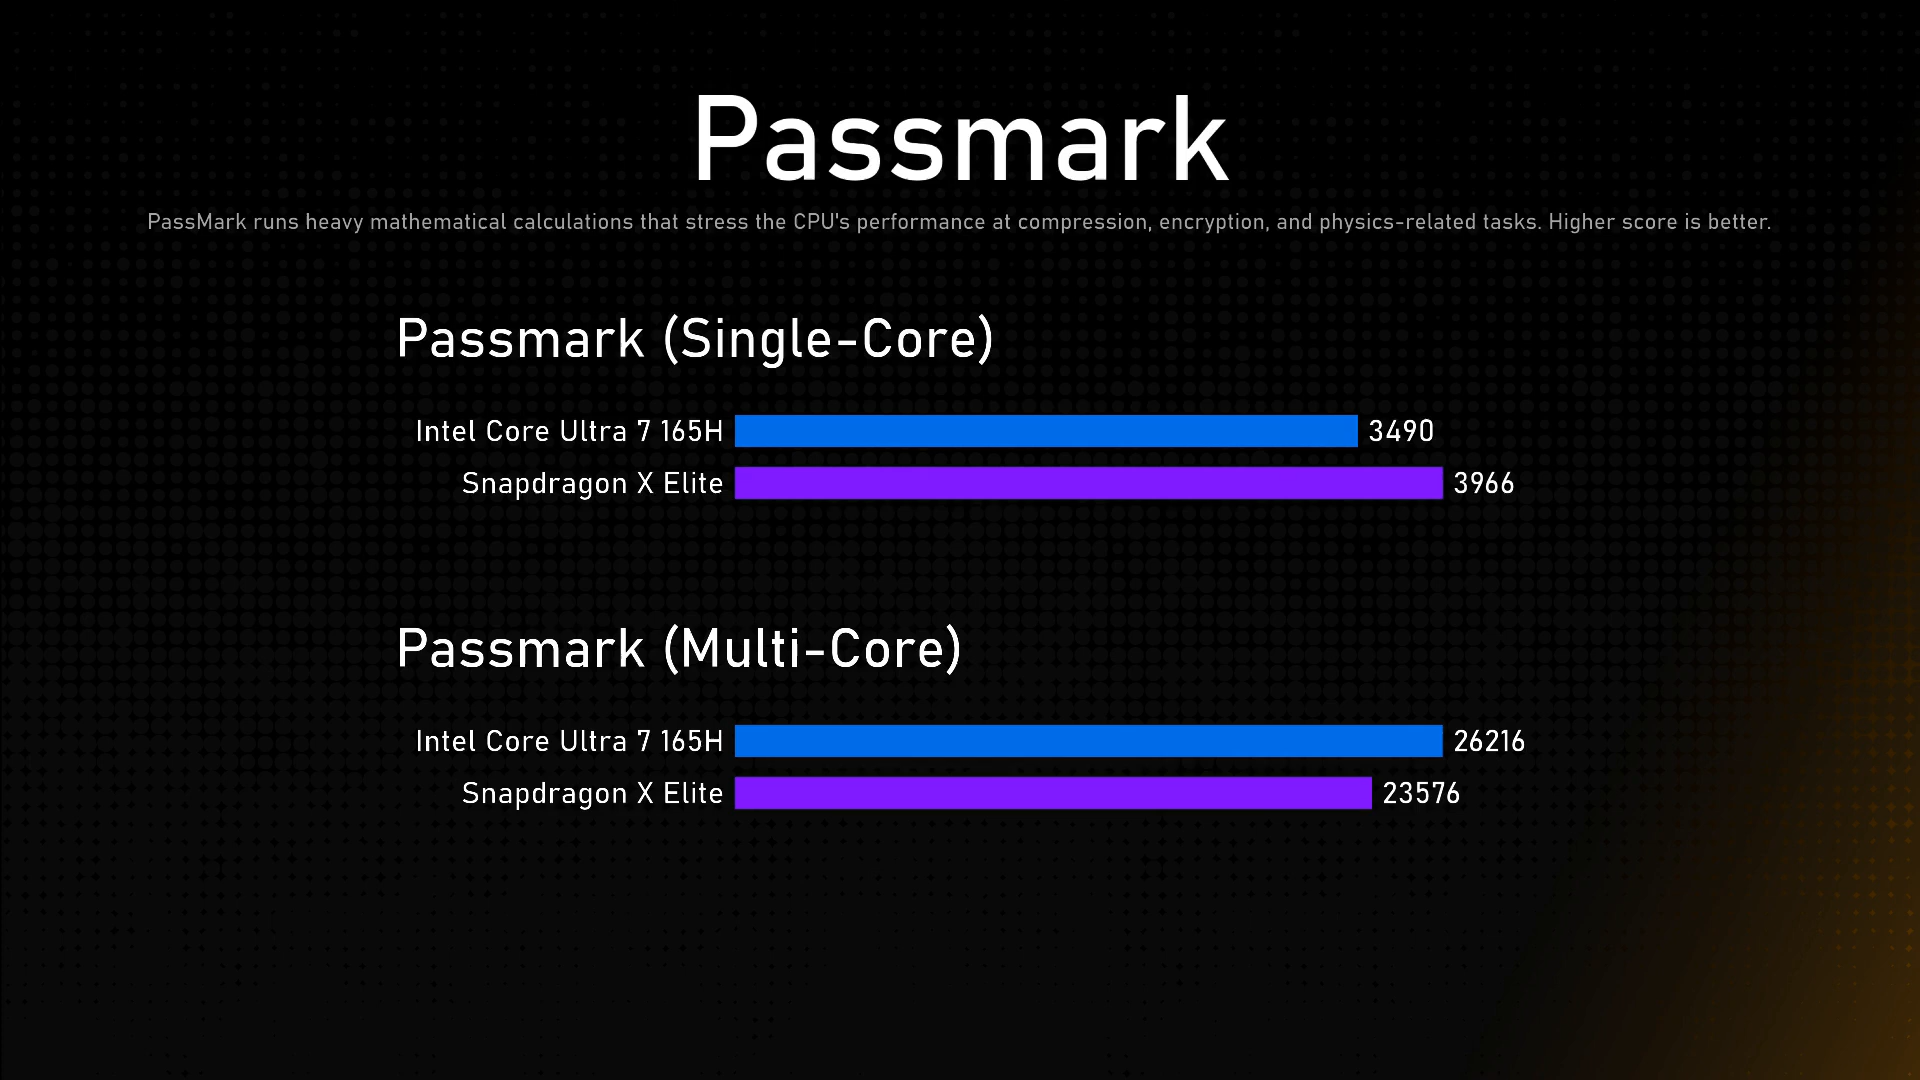 Passmark
PassMark runs heavy mathematical calculations that stress the CPU's performance at compression, encryption, and physics-related tasks. Higher score is better.
Passmark (Single-Core)
Intel Core Ultra 7 165H 3490
Snapdragon X Elite 3966
Passmark (Multi-Core)
Intel Core Ultra 7 165H 26216
Snapdragon X Elite 23576